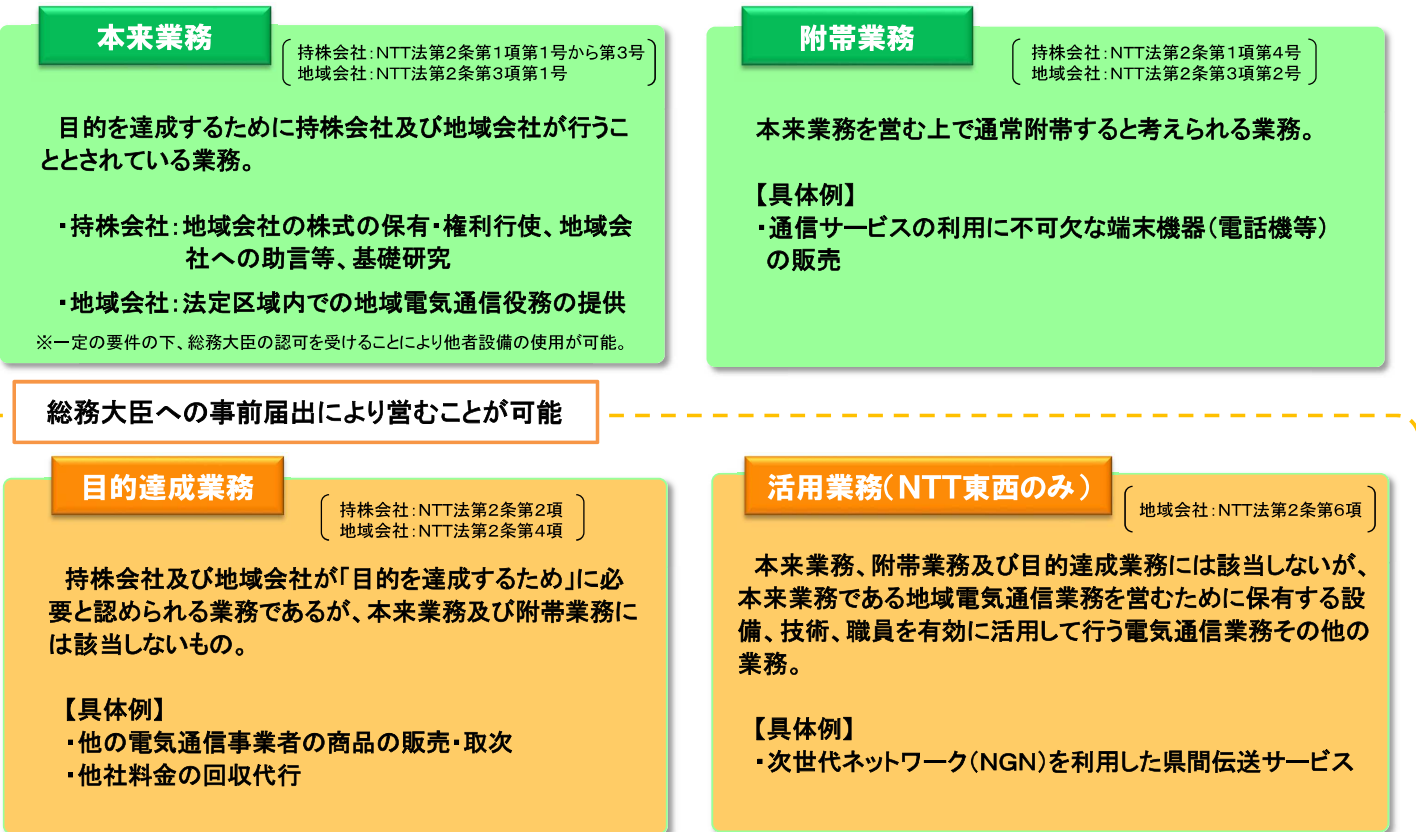 本来業務
持株会社:NTT法第2条第1項第1号から第3号
地域会社:NTT法第2条第3項第1号
目的を達成するために持株会社及び地域会社が行うこ
ととされている業務。
・持株会社:地域会社の株式の保有・権利行使、地域会
社への助言等、基礎研究
・地域会社:法定区域内での地域電気通信役務の提供
※一定の要件の下、総務大臣の認可を受けることにより他者設備の使用が可能。
附帯業務
持株会社:NTT法第2条第1項第4号
地域会社:NTT法第2条第3項第2号
本来業務を営む上で通常附帯すると考えられる業務。
【具体例】
・通信サービスの利用に不可欠な端末機器(電話機等)
の販売
総務大臣への事前届出により営むことが可能
目的達成業務
持株会社:NTT法第2条第2項
地域会社:NTT法第2条第4項
持株会社及び地域会社が「目的を達成するため」に必
要と認められる業務であるが、本来業務及び附帯業務に
は該当しないもの。
【具体例】
・他の電気通信事業者の商品の販売・取次
・他社料金の回収代行
活用業務(NTT東西のみ)
地域会社:NTT法第2条第6項
本来業務、附帯業務及び目的達成業務には該当しないが、
本来業務である地域電気通信業務を営むために保有する設
備、技術、職員を有効に活用して行う電気通信業務その他の
業務。
【具体例】
・次世代ネットワーク(NGN)を利用した県間伝送サービス